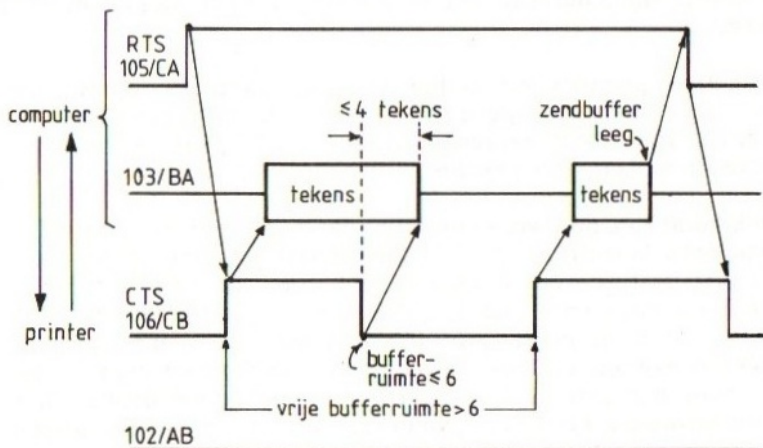 RTS
105/CA
computer
≤4 tekens
zendbuffer
leeg
103/BA
tekens
tekens
CTS
106/CB
printer
buffer-
ruimte≤6
vrije bufferruimte>6
102/AB